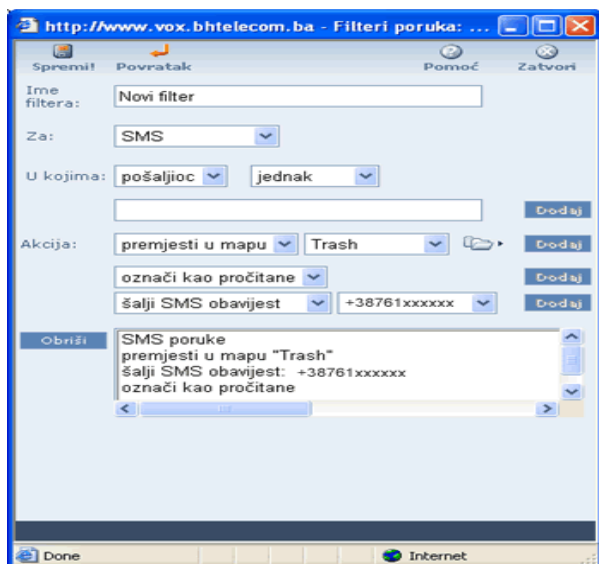 http://www.vox.bhtelecom.ba - Filteri poruka: ...
Spremi! Povratak Pomoć Zatvori
Ime filtera: Novi filter
Za: SMS
U kojima: pošaljioc jednak
Dodaj
Akcija: premjesti u mapu Trash Dodaj
označi kao pročitane Dodaj
šalji SMS obavijest +38761xxxxxx Dodaj
Obriši SMS poruke
premjesti u mapu "Trash"
šalji SMS obavijest: +38761xxxxxx
označi kao pročitane
Done Internet